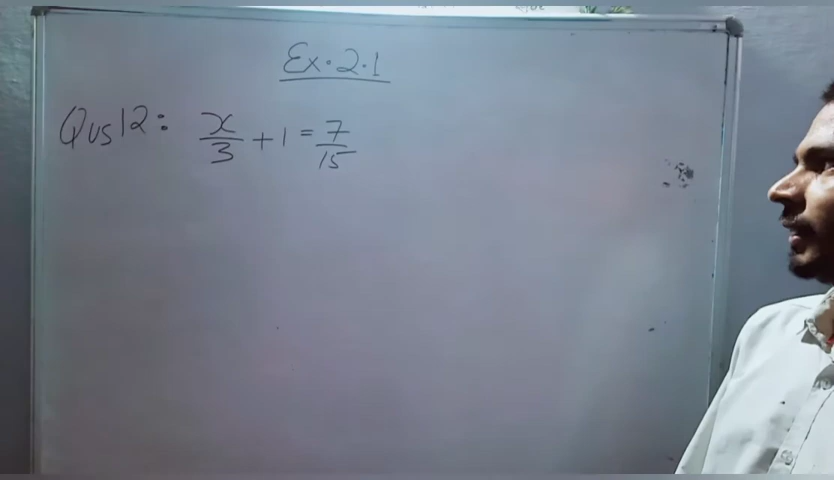 Ex.2.1
Qus12: x/3 + 1 = 7/15